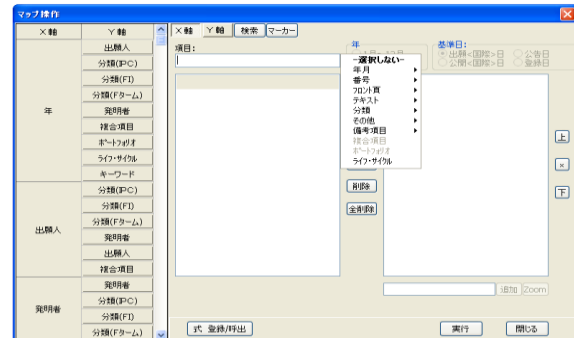 マップ操作
X 軸
Y 軸
出願人
分類(IPC)
分類(FI)
分類(Fターム)
年
発明者
複合項目
ポートフォリオ
ライフ・サイクル
キーワード
分類(IPC)
分類(FI)
分類(Fターム)
出願人
発明者
出願人
複合項目
発明者
分類(IPC)
発明者
分類(FI)
分類(Fターム)
X 軸
Y 軸
検索
マーカー
項目:
年
基準日:
出願<国際>日
公告日
公開<国際>日
登録日
-選択しない-
年月
番号
フロント頁
テキスト
分類
その他
備考項目
複合項目
ポートフォリオ
ライフ・サイクル
削除
全削除
上
×
下
追加
Zoom
式 登録/呼出
実行
閉じる